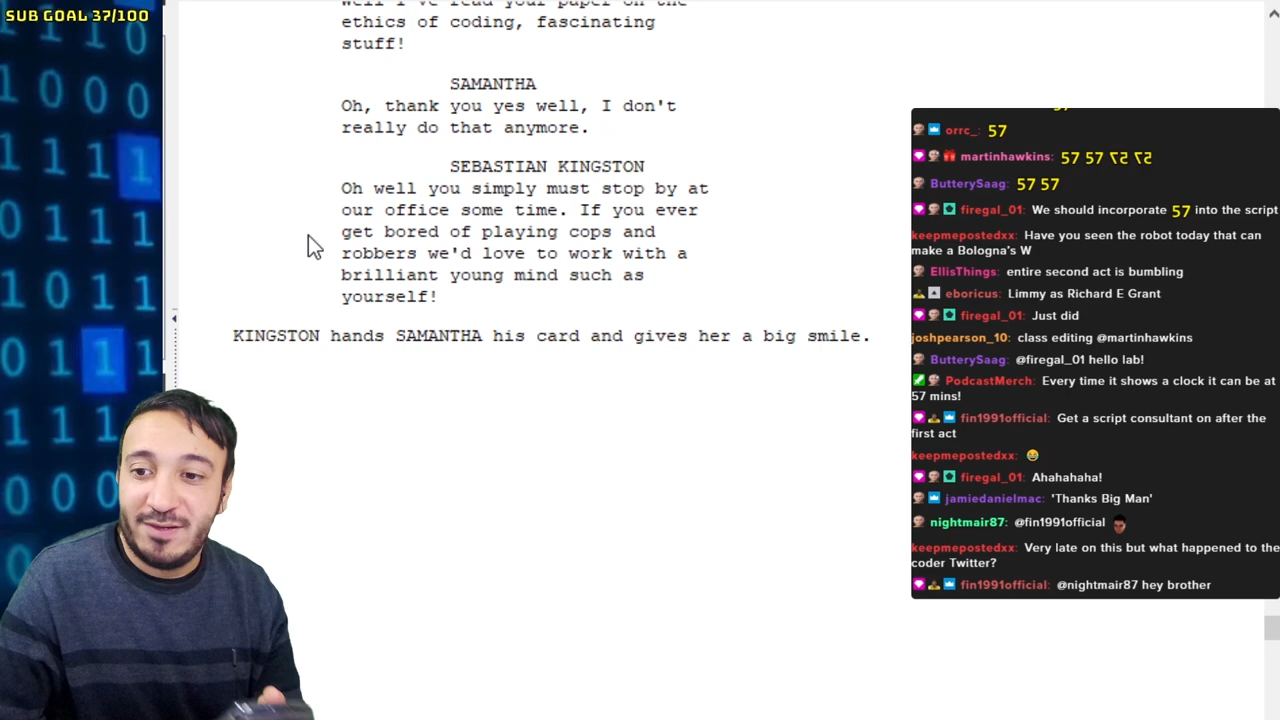 SUB GOAL 37/100
ethics of coding, fascinating
stuff!
SAMANTHA
Oh, thank you yes well, I don't
really do that anymore.
SEBASTIAN KINGSTON
Oh well you simply must stop by at
our office some time. If you ever
get bored of playing cops and
robbers we'd love to work with a
brilliant young mind such as
yourself!
KINGSTON hands SAMANTHA his card and gives her a big smile.
orrc_: 57
martinhawkins: 57 57 57 57
ButterySaag: 57 57
firegal_01: We should incorporate 57 into the script
keepmepostedxx: Have you seen the robot today that can
make a Bologna's W
EllisThings: entire second act is bumbling
eboricus: Limmy as Richard E Grant
firegal_01: Just did
joshpearson_10: class editing @martinhawkins
ButterySaag: @firegal_01 hello lab!
PodcastMerch: Every time it shows a clock it can be at
57 mins!
fin1991official: Get a script consultant on after the
first act
keepmepostedxx: 😂
firegal_01: Ahahahaha!
jamiedanielmac: 'Thanks Big Man'
nightmair87: @fin1991official
keepmepostedxx: Very late on this but what happened to the
coder Twitter?
fin1991official: @nightmair87 hey brother